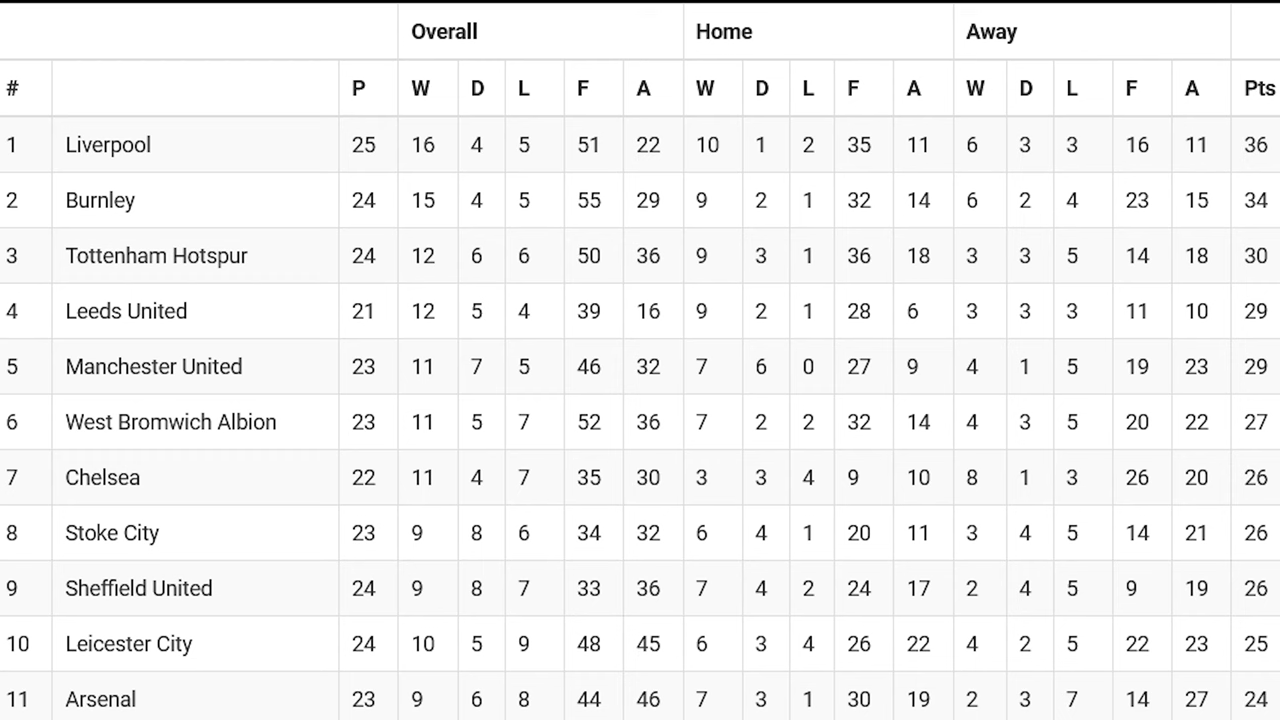 Overall Home Away
# P W D L F A W D L F A W D L F A Pts
1 Liverpool 25 16 4 5 51 22 10 1 2 35 11 6 3 3 16 11 36
2 Burnley 24 15 4 5 55 29 9 2 1 32 14 6 2 4 23 15 34
3 Tottenham Hotspur 24 12 6 6 50 36 9 3 1 36 18 3 3 5 14 18 30
4 Leeds United 21 12 5 4 39 16 9 2 1 28 6 3 3 3 11 10 29
5 Manchester United 23 11 7 5 46 32 7 6 0 27 9 4 1 5 19 23 29
6 West Bromwich Albion 23 11 5 7 52 36 7 2 2 32 14 4 3 5 20 22 27
7 Chelsea 22 11 4 7 35 30 3 3 4 9 10 8 1 3 26 20 26
8 Stoke City 23 9 8 6 34 32 6 4 1 20 11 3 4 5 14 21 26
9 Sheffield United 24 9 8 7 33 36 7 4 2 24 17 2 4 5 9 19 26
10 Leicester City 24 10 5 9 48 45 6 3 4 26 22 4 2 5 22 23 25
11 Arsenal 23 9 6 8 44 46 7 3 1 30 19 2 3 7 14 27 24